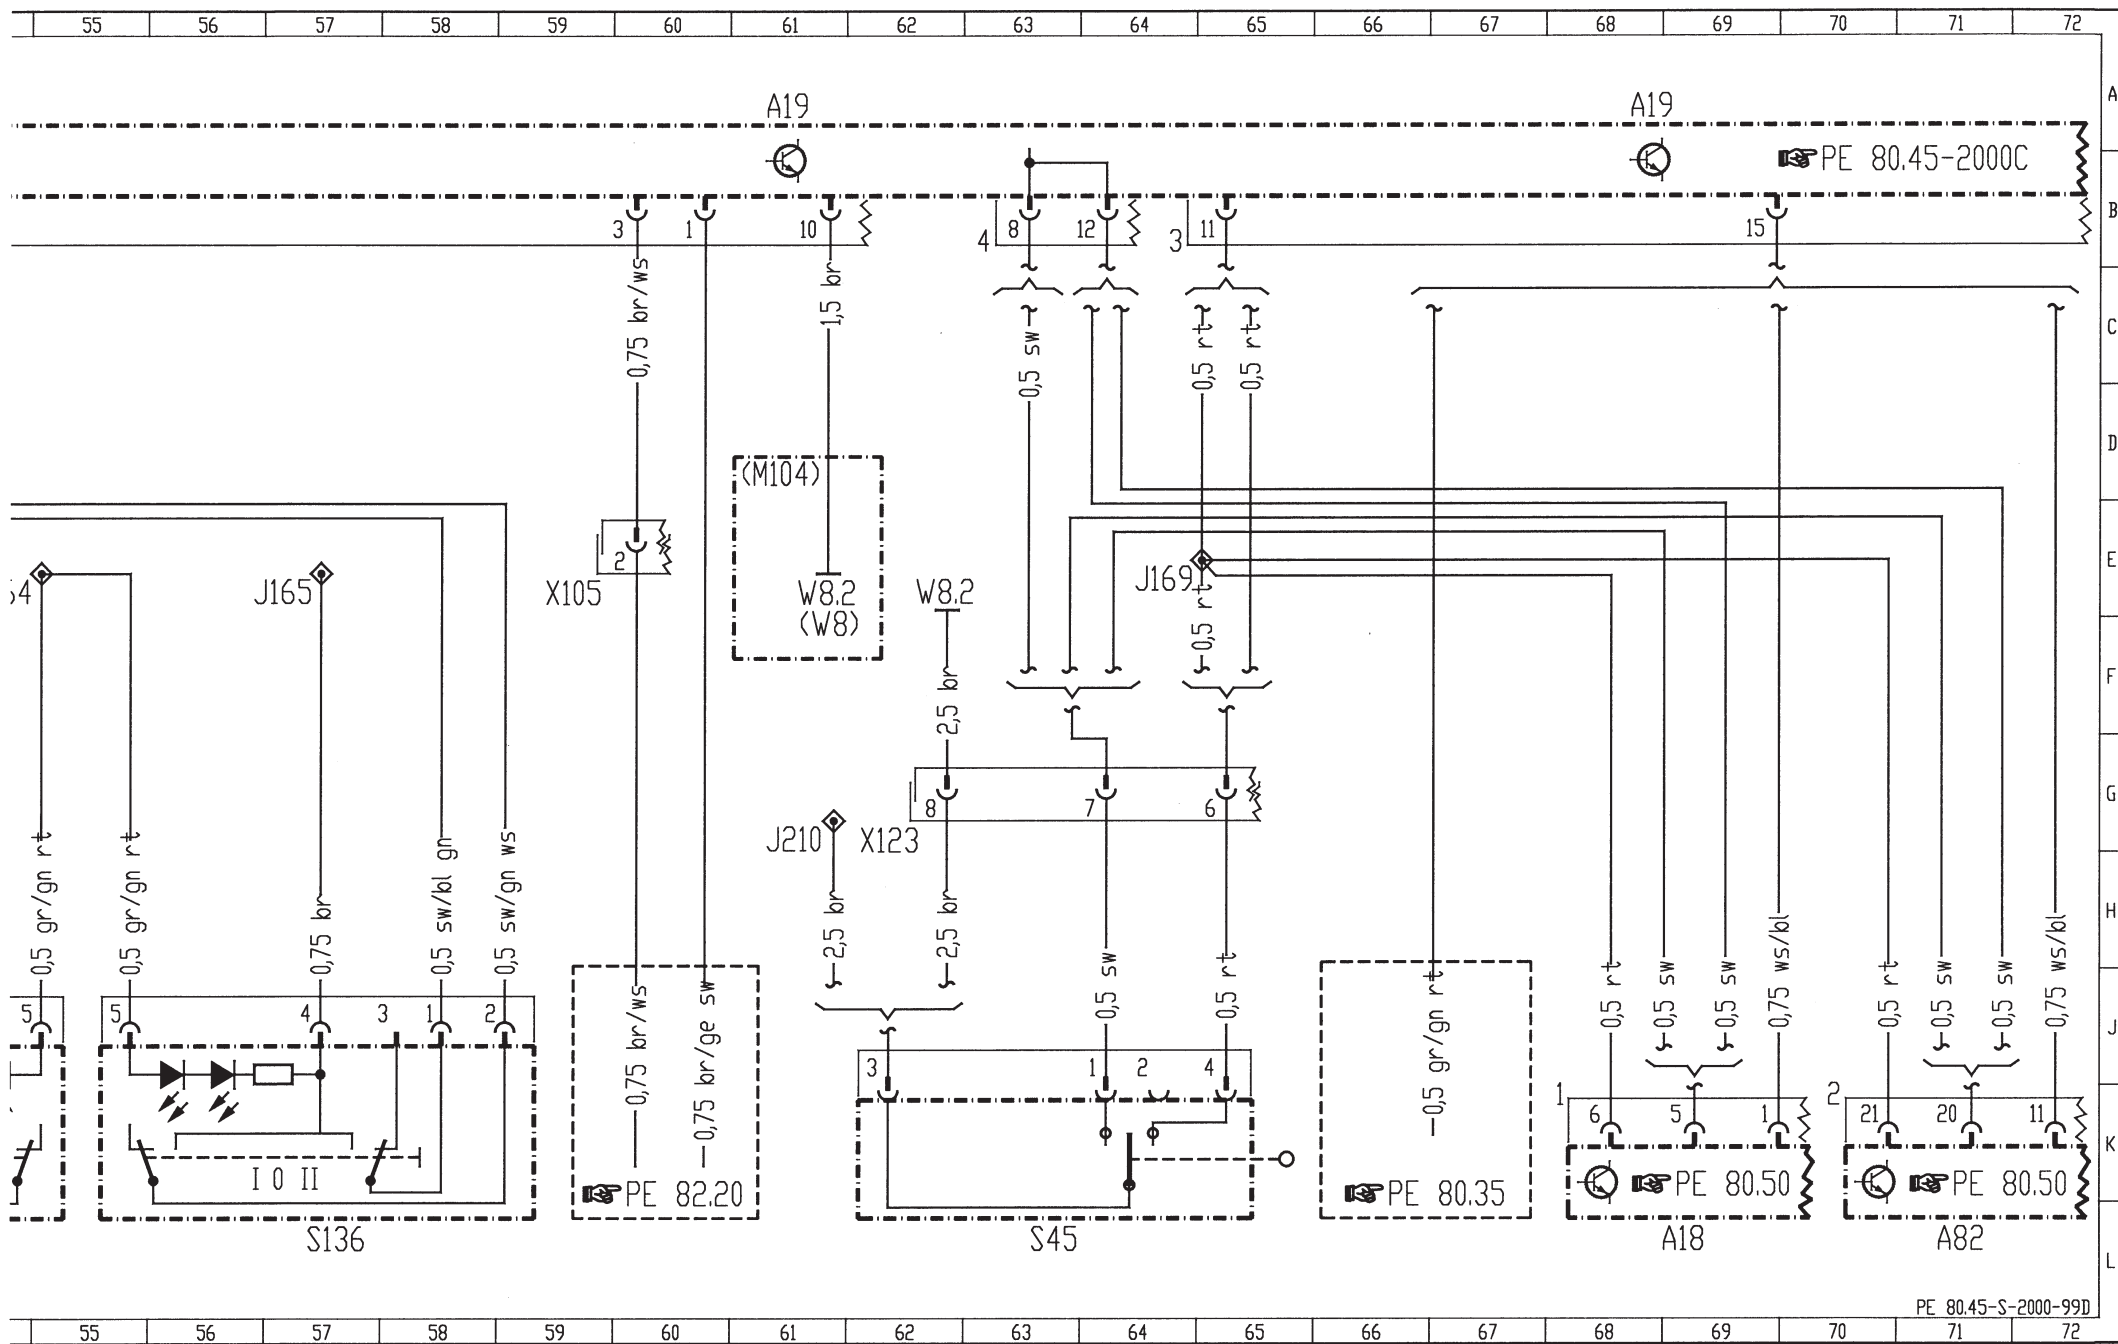 55 56 57 58 59 60 61 62 63 64 65 66 67 68 69 70 71 72
A
A19 A19
PE 80.45-2000C
B
3 1 10 4 8 12 3 11 15
0,75 br/ws
1,5 br
0,5 sw
0,5 rt
0,5 rt
C
D
(M104)
E
2
54 J165 X105 W8.2 W8.2 J169
(W8)
0,5 rt
F
2,5 br
G
8 7 6
J210 X123
H
0,5 gr/gn rt
0,5 gr/gn rt
0,75 br
0,5 sw/bl gn
0,5 sw/gn ws
2,5 br
2,5 br
0,5 sw
0,5 rt
0,5 rt
0,5 sw
0,5 sw
0,75 ws/bl
0,5 rt
0,5 sw
0,5 sw
0,75 ws/bl
J
5 5 4 3 1 2
0,75 br/ws
0,75 br/ge sw
0,5 gr/gn rt
3 1 2 4
1 6 5 1 2 21 20 11
K
I 0 II
PE 82.20 PE 80.35 PE 80.50 PE 80.50
S136 S45 A18 A82
L
PE 80.45-S-2000-99D
55 56 57 58 59 60 61 62 63 64 65 66 67 68 69 70 71 72